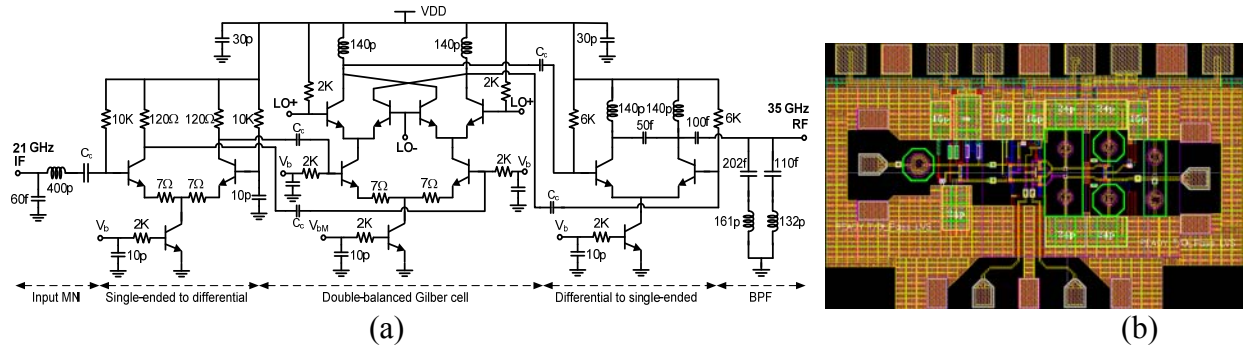 VDD
30p
140p
140p
30p
Cc
2K
2K
LO+
LO+
LO-
10K
120Ω
120Ω
10K
Cc
6K
140p
140p
6K
50f
100f
35 GHz
RF
21 GHz
IF
Cc
400p
60f
7Ω
7Ω
10p
Vb
2K
7Ω
7Ω
2K
Vb
Cc
Cc
202f
110f
161p
132p
Vb
2K
10p
VbM
2K
10p
Vb
2K
10p
Input MN
Single-ended to differential
Double-balanced Gilber cell
Differential to single-ended
BPF
(a)
(b)